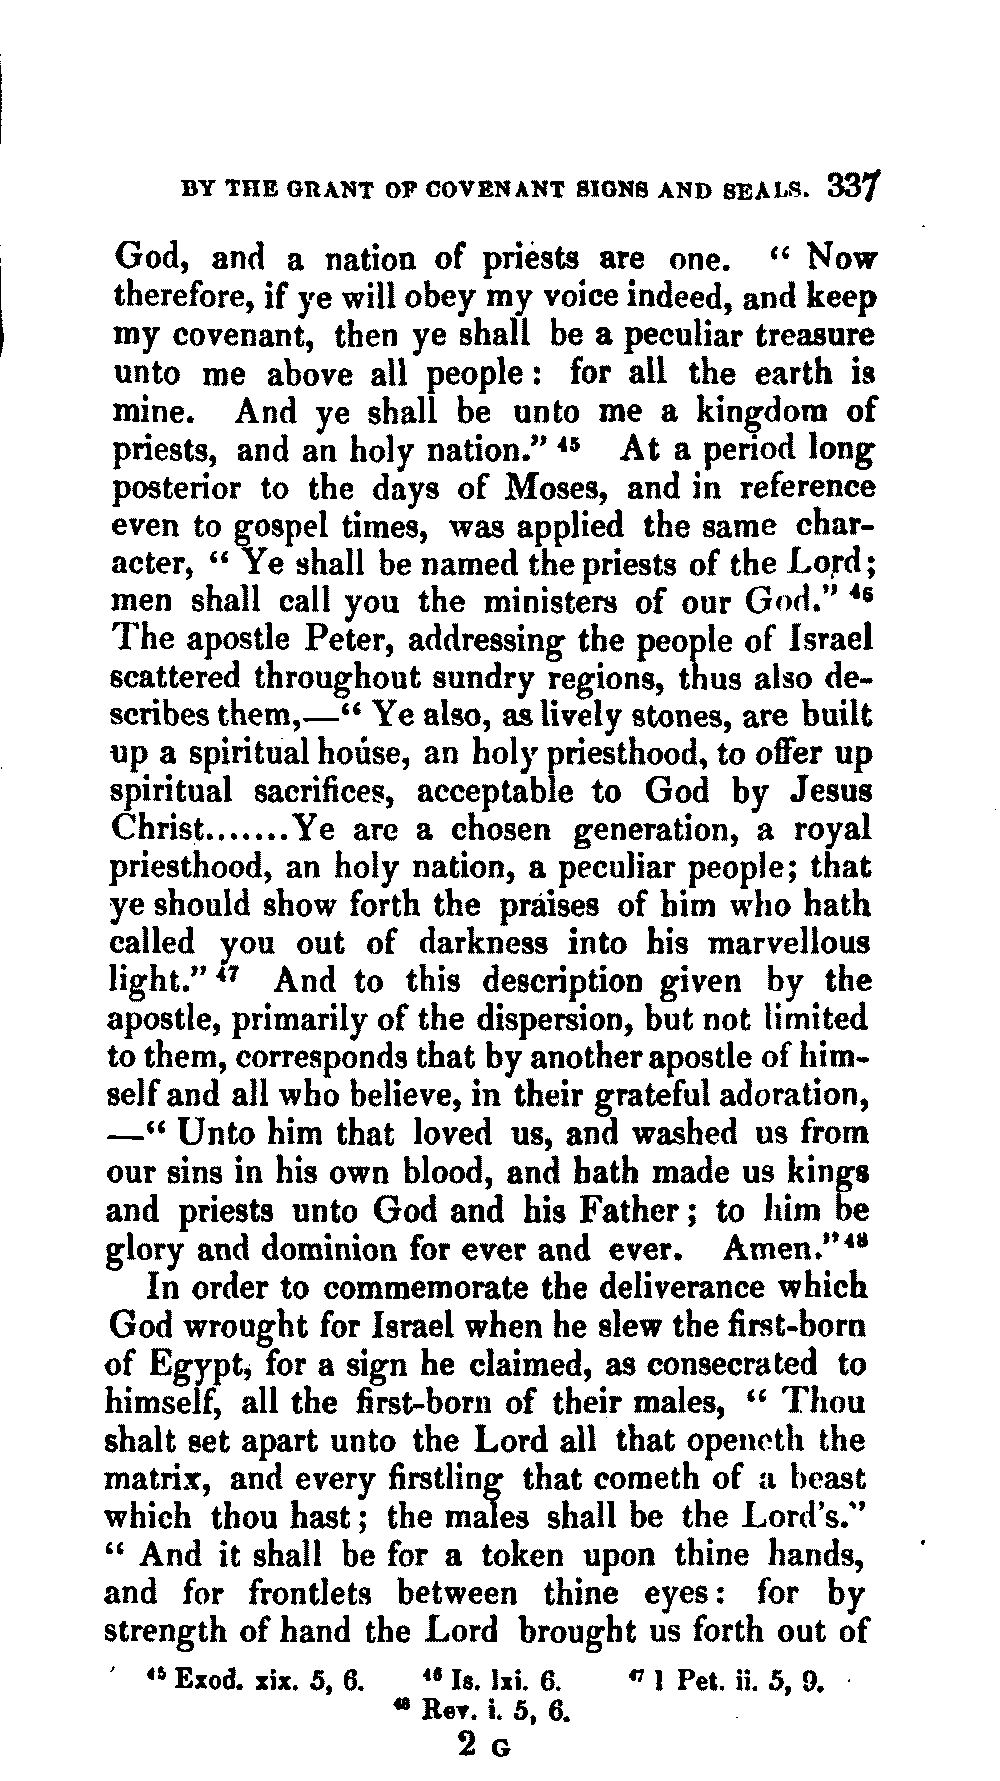 BY THE GRANT OF COVENANT SIGNS AND SEALS. 337
God, and a nation of priests are one. “ Now
therefore, if ye will obey my voice indeed, and keep
my covenant, then ye shall be a peculiar treasure
unto me above all people : for all the earth is
mine. And ye shall be unto me a kingdom of
priests, and an holy nation.” 45 At a period long
posterior to the days of Moses, and in reference
even to gospel times, was applied the same char-
acter, “ Ye shall be named the priests of the Lord;
men shall call you the ministers of our God.” 46
The apostle Peter, addressing the people of Israel
scattered throughout sundry regions, thus also de-
scribes them,—“ Ye also, as lively stones, are built
up a spiritual house, an holy priesthood, to offer up
spiritual sacrifices, acceptable to God by Jesus
Christ.......Ye are a chosen generation, a royal
priesthood, an holy nation, a peculiar people; that
ye should show forth the praises of him who hath
called you out of darkness into his marvellous
light.” 47 And to this description given by the
apostle, primarily of the dispersion, but not limited
to them, corresponds that by another apostle of him-
self and all who believe, in their grateful adoration,
—“ Unto him that loved us, and washed us from
our sins in his own blood, and hath made us kings
and priests unto God and his Father ; to him be
glory and dominion for ever and ever. Amen.” 48
In order to commemorate the deliverance which
God wrought for Israel when he slew the first-born
of Egypt, for a sign he claimed, as consecrated to
himself, all the first-born of their males, “ Thou
shalt set apart unto the Lord all that openeth the
matrix, and every firstling that cometh of a beast
which thou hast ; the males shall be the Lord's.”
“ And it shall be for a token upon thine hands,
and for frontlets between thine eyes : for by
strength of hand the Lord brought us forth out of
45 Exod. xix. 5, 6. 46 Is. lxi. 6. 47 1 Pet. ii. 5, 9.
48 Rev. i. 5, 6.
2 G